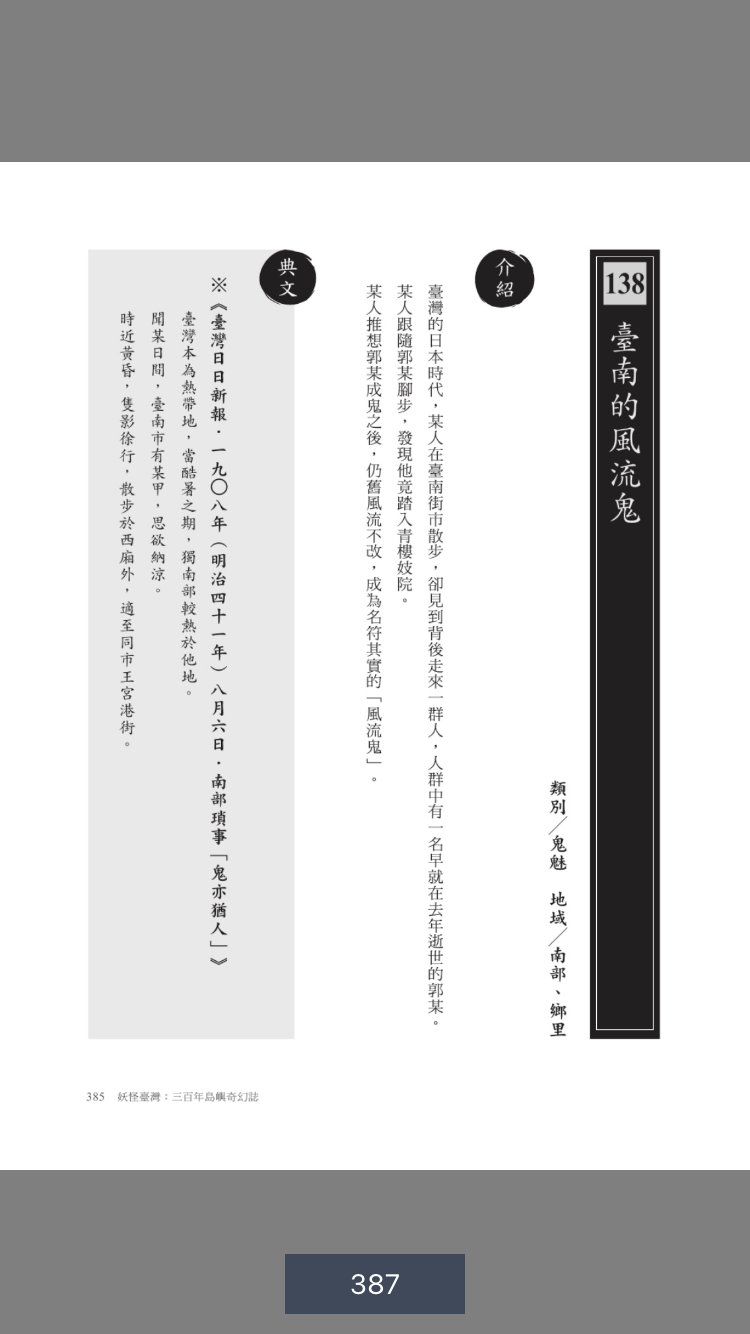 138
臺南的風流鬼
類別／鬼魅　地域／南部、鄉里
介紹
臺灣的日本時代，某人在臺南街市散步，卻見到背後走來一群人，人群中有一名早就在去年逝世的郭某。
某人跟隨郭某腳步，發現他竟踏入青樓妓院。
某人推想郭某成鬼之後，仍舊風流不改，成為名符其實的「風流鬼」。
典文
※《臺灣日日新報．一九〇八年（明治四十一年）八月六日．南部瑣事「鬼亦猶人」》
臺灣本為熱帶地，當酷暑之期，獨南部較熱於他地。
聞某日間，臺南市有某甲，思欲納涼。
時近黃昏，隻影徐行，散步於西廂外，適至同市王宮港街。
385　妖怪臺灣：三百年島嶼奇幻誌
387